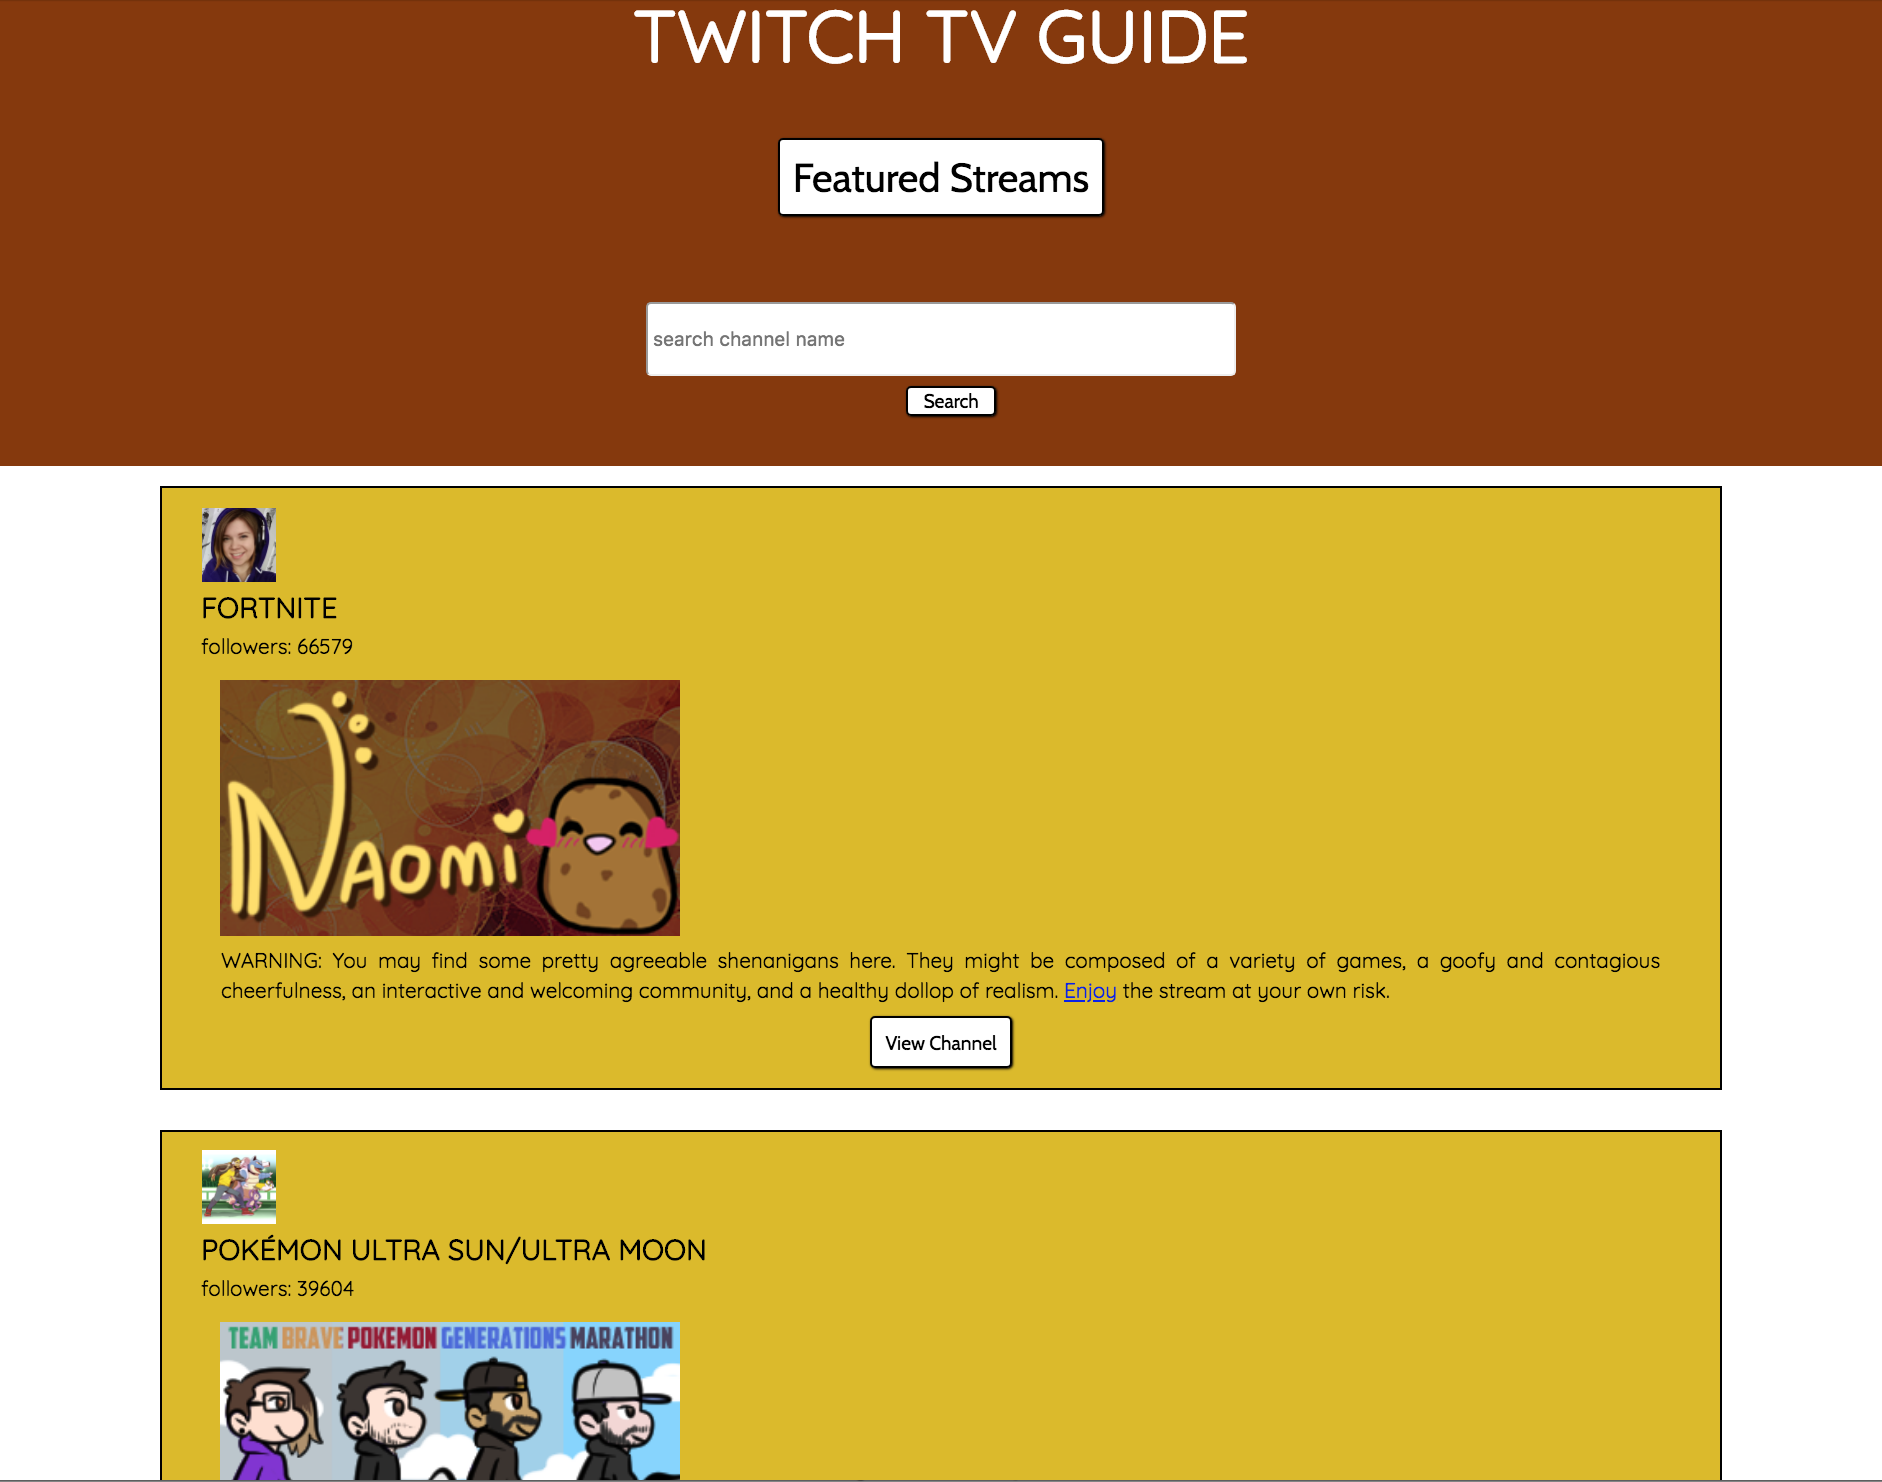 TWITCH TV GUIDE
Featured Streams
search channel name
Search
FORTNITE
followers: 66579
NAOMI
WARNING: You may find some pretty agreeable shenanigans here. They might be composed of a variety of games, a goofy and contagious
cheerfulness, an interactive and welcoming community, and a healthy dollop of realism. Enjoy the stream at your own risk.
View Channel
POKÉMON ULTRA SUN/ULTRA MOON
followers: 39604
TEAM BRAVE POKEMON GENERATIONS MARATHON